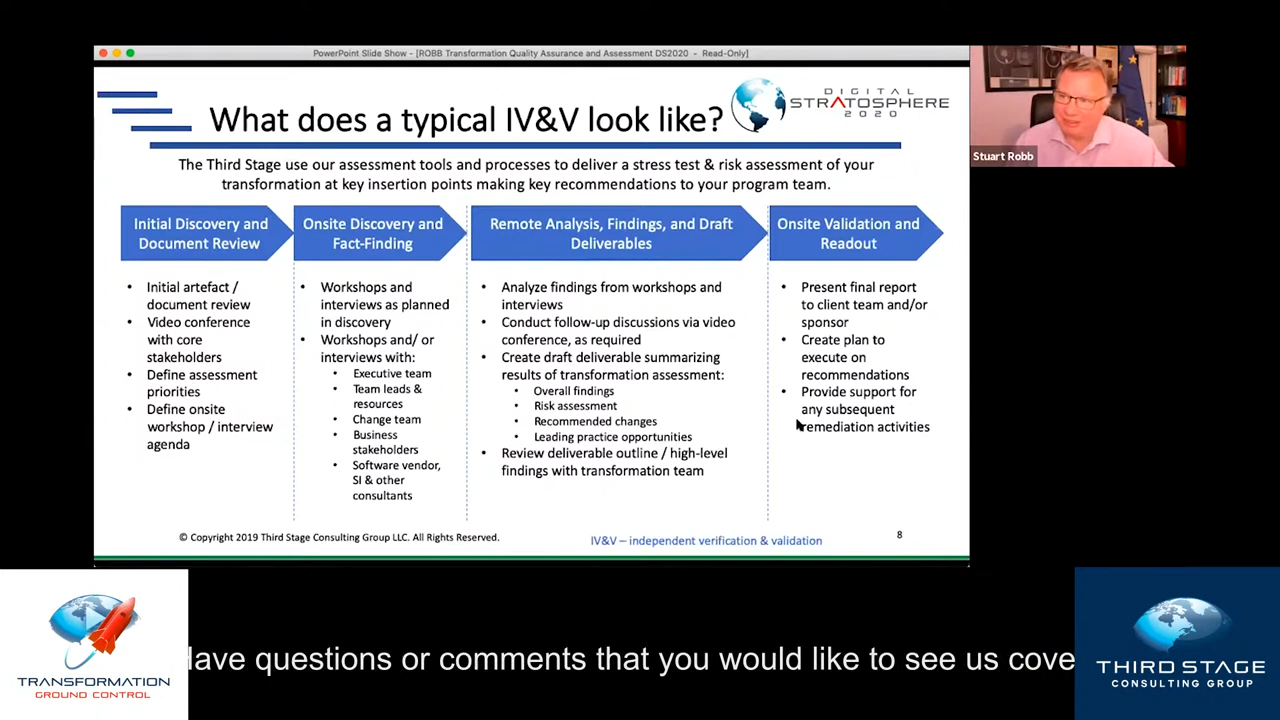 PowerPoint Slide Show - [ROBB Transformation Quality Assurance and Assessment DS2020 - Read-Only]
What does a typical IV&V look like?
DIGITAL
STRATOSPHERE
2020
Stuart Robb
The Third Stage use our assessment tools and processes to deliver a stress test & risk assessment of your
transformation at key insertion points making key recommendations to your program team.
Initial Discovery and
Document Review
• Initial artefact /
document review
• Video conference
with core
stakeholders
• Define assessment
priorities
• Define onsite
workshop / interview
agenda
Onsite Discovery and
Fact-Finding
• Workshops and
interviews as planned
in discovery
• Workshops and/ or
interviews with:
• Executive team
• Team leads &
resources
• Change team
• Business
stakeholders
• Software vendor,
SI & other
consultants
Remote Analysis, Findings, and Draft
Deliverables
• Analyze findings from workshops and
interviews
• Conduct follow-up discussions via video
conference, as required
• Create draft deliverable summarizing
results of transformation assessment:
• Overall findings
• Risk assessment
• Recommended changes
• Leading practice opportunities
• Review deliverable outline / high-level
findings with transformation team
Onsite Validation and
Readout
• Present final report
to client team and/or
sponsor
• Create plan to
execute on
recommendations
• Provide support for
any subsequent
remediation activities
© Copyright 2019 Third Stage Consulting Group LLC. All Rights Reserved.
IV&V – independent verification & validation
8
TRANSFORMATION
GROUND CONTROL
Have questions or comments that you would like to see us cove
THIRD STAGE
CONSULTING GROUP